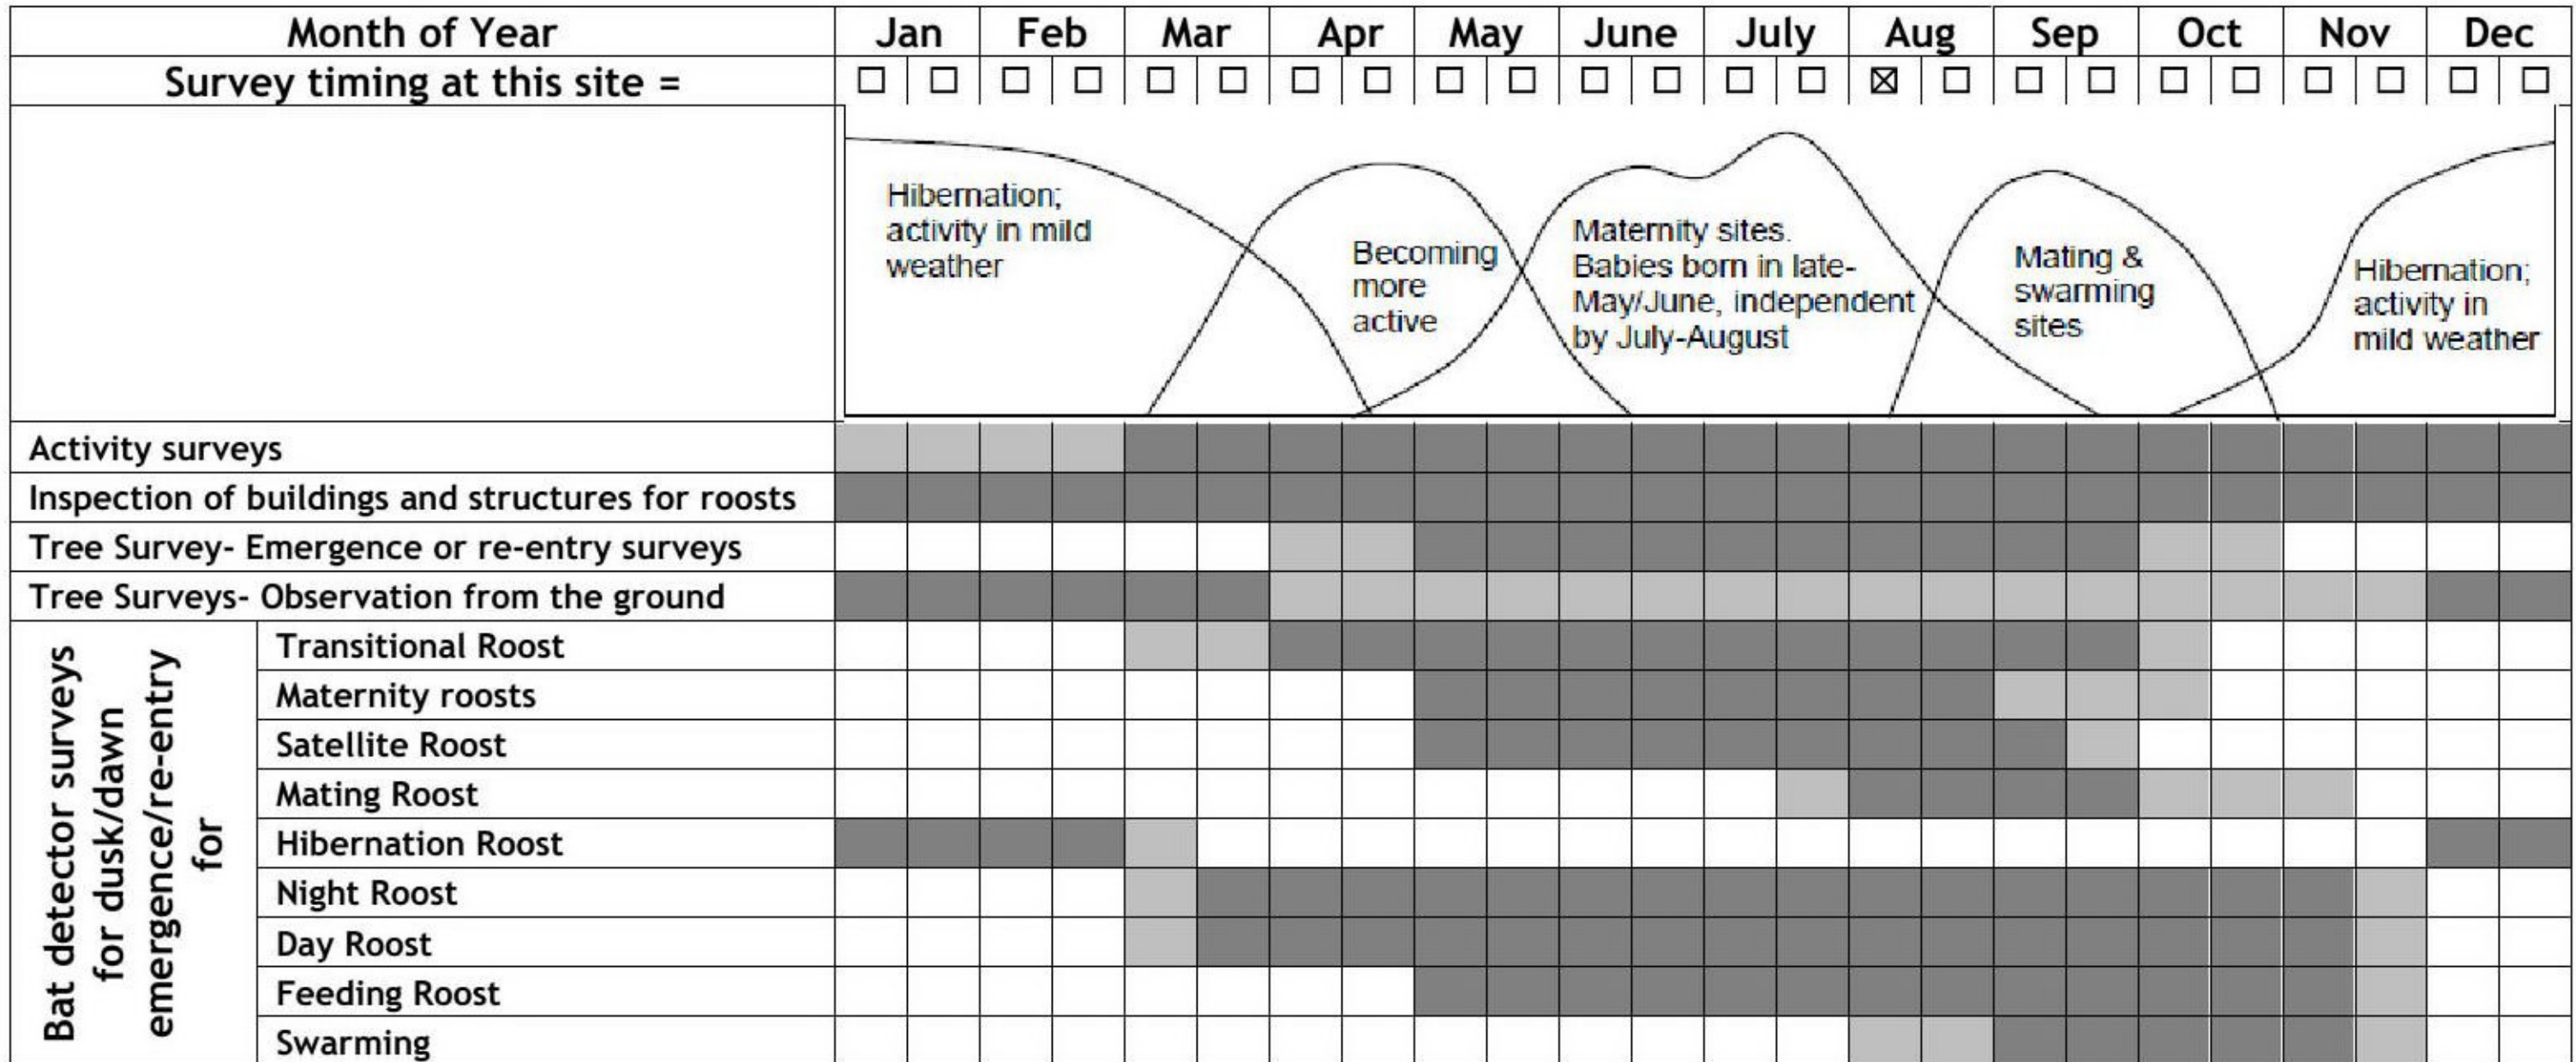 Month of Year Jan Feb Mar Apr May June July Aug Sep Oct Nov Dec
Survey timing at this site = ☐ ☐ ☐ ☐ ☐ ☐ ☐ ☐ ☐ ☐ ☐ ☐ ☐ ☐ ☒ ☐ ☐ ☐ ☐ ☐ ☐ ☐ ☐ ☐
Hibernation;
activity in mild
weather
Becoming
more
active
Maternity sites.
Babies born in late-
May/June, independent
by July-August
Mating &
swarming
sites
Hibernation;
activity in
mild weather
Activity surveys
Inspection of buildings and structures for roosts
Tree Survey- Emergence or re-entry surveys
Tree Surveys- Observation from the ground
Bat detector surveys
for dusk/dawn
emergence/re-entry
for
Transitional Roost
Maternity roosts
Satellite Roost
Mating Roost
Hibernation Roost
Night Roost
Day Roost
Feeding Roost
Swarming